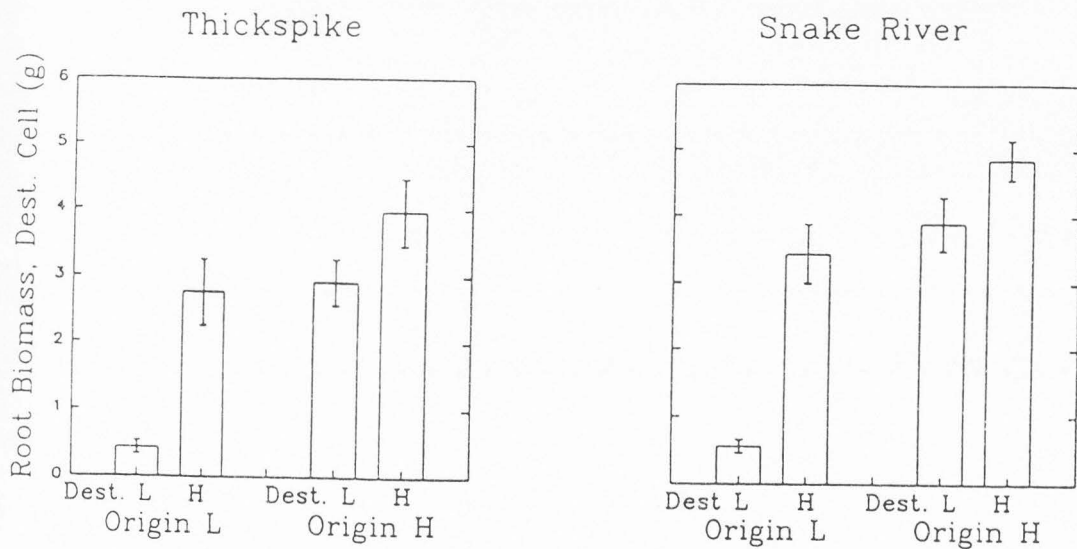 Thickspike
Snake River
Root Biomass, Dest. Cell (g)
6
5
4
3
2
1
0
Dest. L H Dest. L H
Origin L Origin H
Dest L H Dest. L H
Origin L Origin H